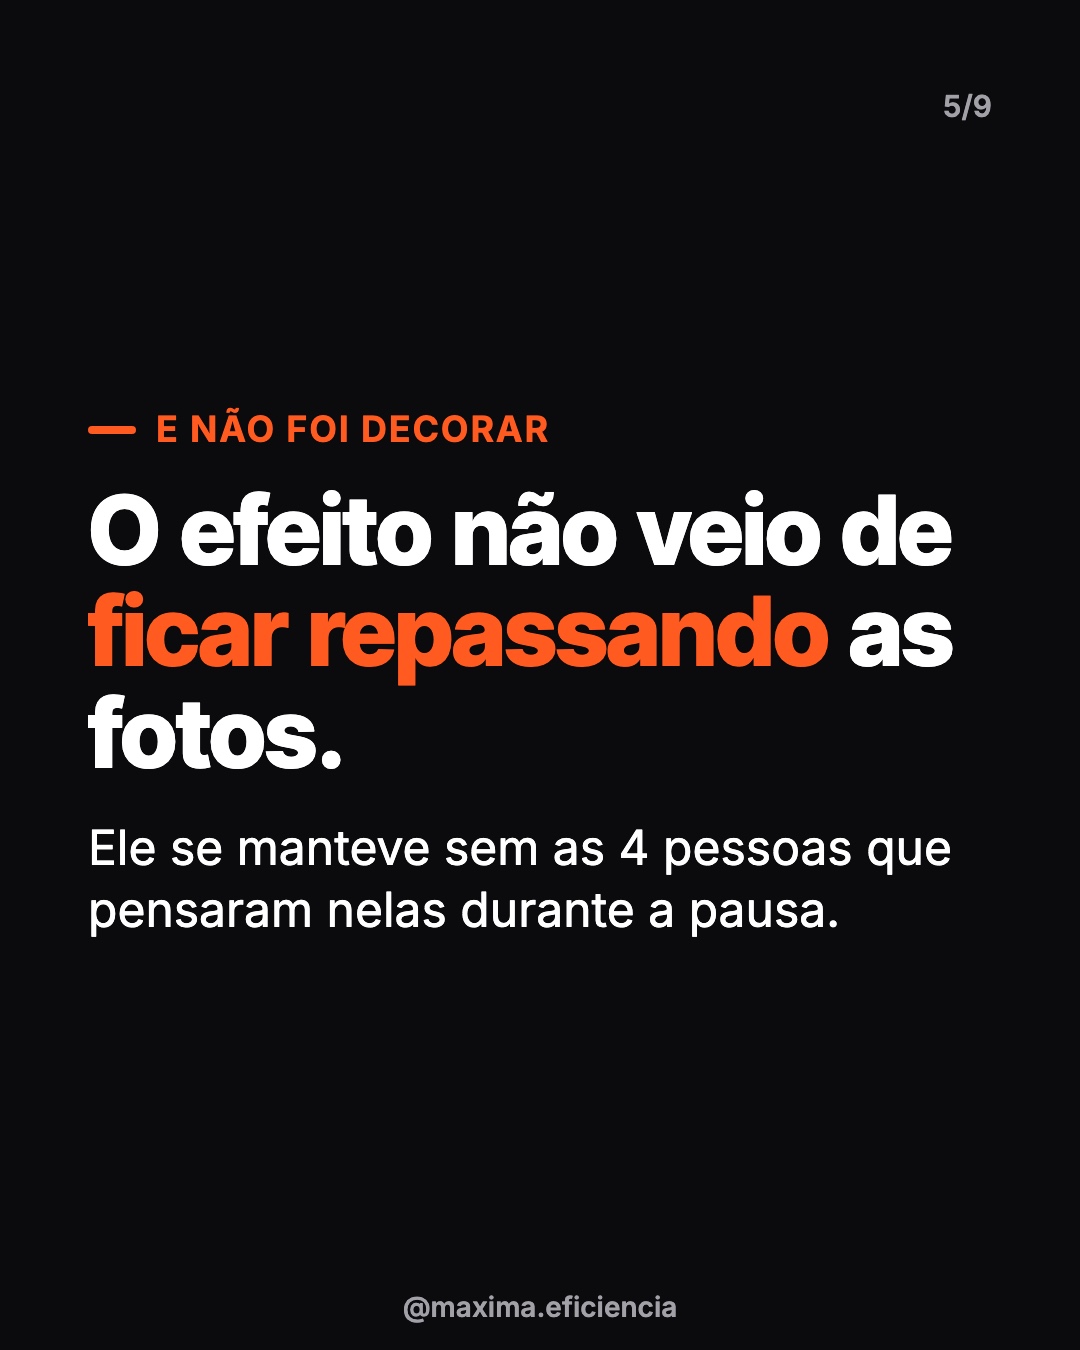 5/9
E NÃO FOI DECORAR
O efeito não veio de
ficar repassando as
fotos.
Ele se manteve sem as 4 pessoas que
pensaram nelas durante a pausa.
@maxima.eficiencia